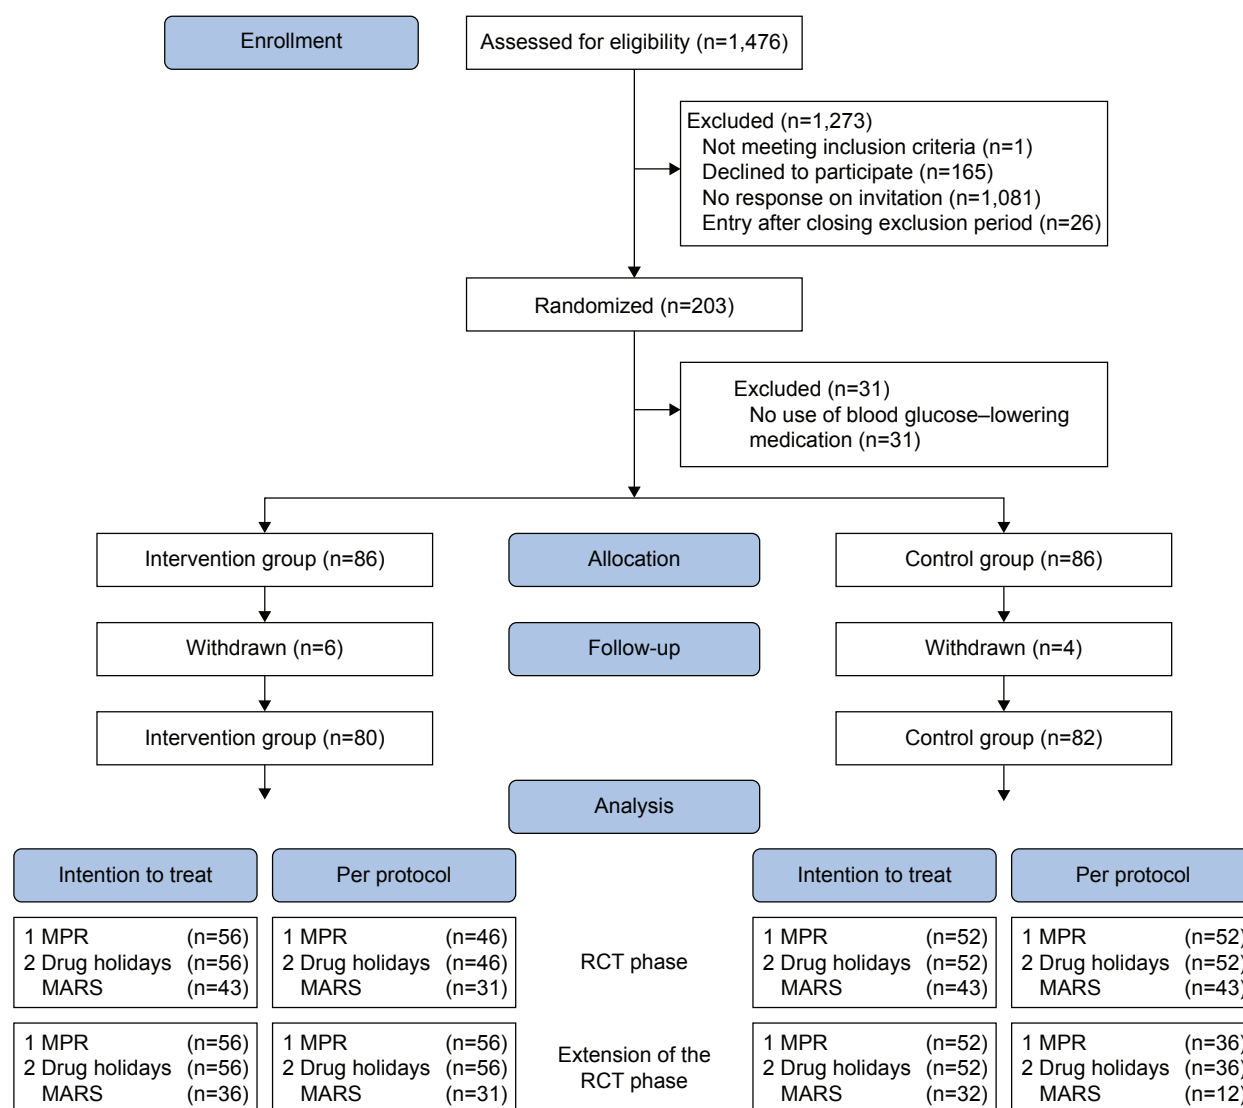 Enrollment
Assessed for eligibility (n=1,476)
Excluded (n=1,273)
Not meeting inclusion criteria (n=1)
Declined to participate (n=165)
No response on invitation (n=1,081)
Entry after closing exclusion period (n=26)
Randomized (n=203)
Excluded (n=31)
No use of blood glucose–lowering
medication (n=31)
Intervention group (n=86)
Allocation
Control group (n=86)
Withdrawn (n=6)
Follow-up
Withdrawn (n=4)
Intervention group (n=80)
Control group (n=82)
Analysis
Intention to treat
Per protocol
Intention to treat
Per protocol
1 MPR (n=56)
2 Drug holidays (n=56)
MARS (n=43)
1 MPR (n=46)
2 Drug holidays (n=46)
MARS (n=31)
RCT phase
1 MPR (n=52)
2 Drug holidays (n=52)
MARS (n=43)
1 MPR (n=52)
2 Drug holidays (n=52)
MARS (n=43)
1 MPR (n=56)
2 Drug holidays (n=56)
MARS (n=36)
1 MPR (n=56)
2 Drug holidays (n=56)
MARS (n=31)
Extension of the
RCT phase
1 MPR (n=52)
2 Drug holidays (n=52)
MARS (n=32)
1 MPR (n=36)
2 Drug holidays (n=36)
MARS (n=12)